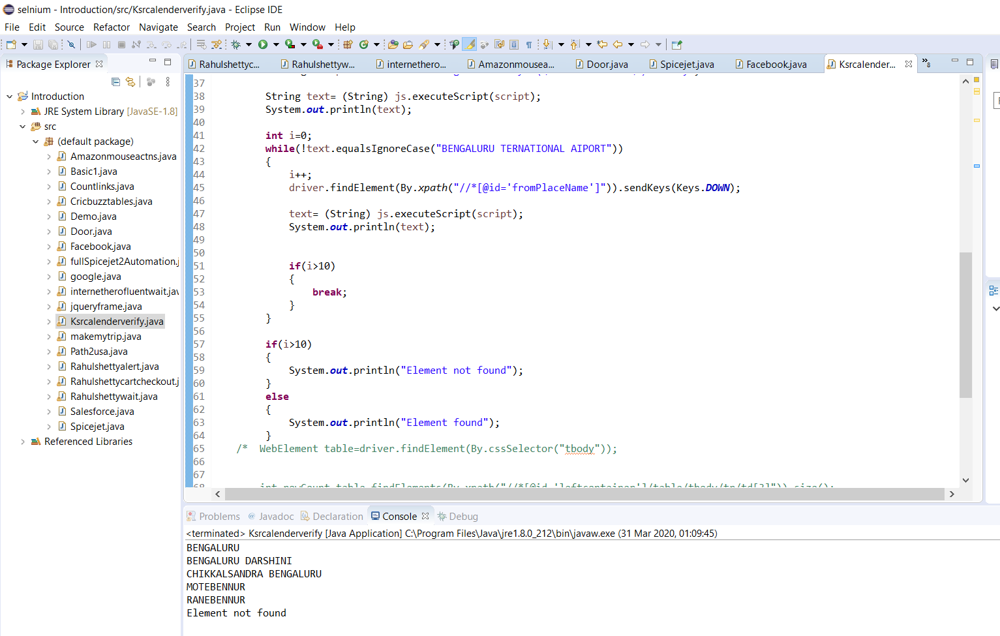 selnium - Introduction/src/Ksrcalenderverify.java - Eclipse IDE
File Edit Source Refactor Navigate Search Project Run Window Help
Package Explorer
Rahulshettyc... Rahulshettyw... internethero... Amazonmousea... Door.java Spicejet.java Facebook.java Ksrcalender... »8
Introduction
JRE System Library [JavaSE-1.8]
src
(default package)
Amazonmouseactns.java
Basic1.java
Countlinks.java
Cricbuzztables.java
Demo.java
Door.java
Facebook.java
fullSpicejet2Automation.j
google.java
internetherofluentwait.jav
jqueryframe.java
Ksrcalenderverify.java
makemytrip.java
Path2usa.java
Rahulshettyalert.java
Rahulshettycartcheckout.j
Rahulshettywait.java
Salesforce.java
Spicejet.java
Referenced Libraries
37
38 String text= (String) js.executeScript(script);
39 System.out.println(text);
40
41 int i=0;
42 while(!text.equalsIgnoreCase("BENGALURU TERNATIONAL AIPORT"))
43 {
44 i++;
45 driver.findElement(By.xpath("//*[@id='fromPlaceName']")).sendKeys(Keys.DOWN);
46
47 text= (String) js.executeScript(script);
48 System.out.println(text);
49
50
51 if(i>10)
52 {
53 break;
54 }
55 }
56
57 if(i>10)
58 {
59 System.out.println("Element not found");
60 }
61 else
62 {
63 System.out.println("Element found");
64 }
65 /* WebElement table=driver.findElement(By.cssSelector("tbody"));
66
67
68
Problems Javadoc Declaration Console Debug
<terminated> Ksrcalenderverify [Java Application] C:\Program Files\Java\jre1.8.0_212\bin\javaw.exe (31 Mar 2020, 01:09:45)
BENGALURU
BENGALURU DARSHINI
CHIKKALSANDRA BENGALURU
MOTEBENNUR
RANEBENNUR
Element not found